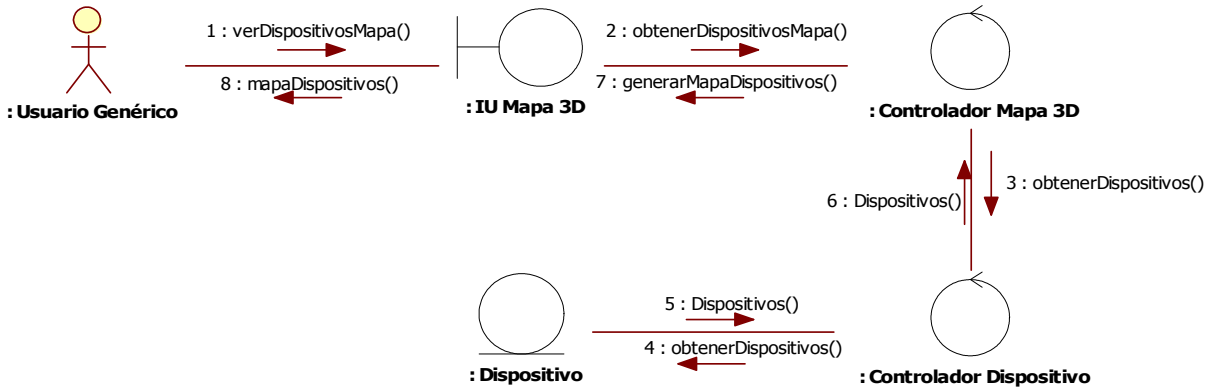 1 : verDispositivosMapa()
2 : obtenerDispositivosMapa()
8 : mapaDispositivos()
7 : generarMapaDispositivos()
: Usuario Genérico
: IU Mapa 3D
: Controlador Mapa 3D
3 : obtenerDispositivos()
6 : Dispositivos()
5 : Dispositivos()
4 : obtenerDispositivos()
: Dispositivo
: Controlador Dispositivo